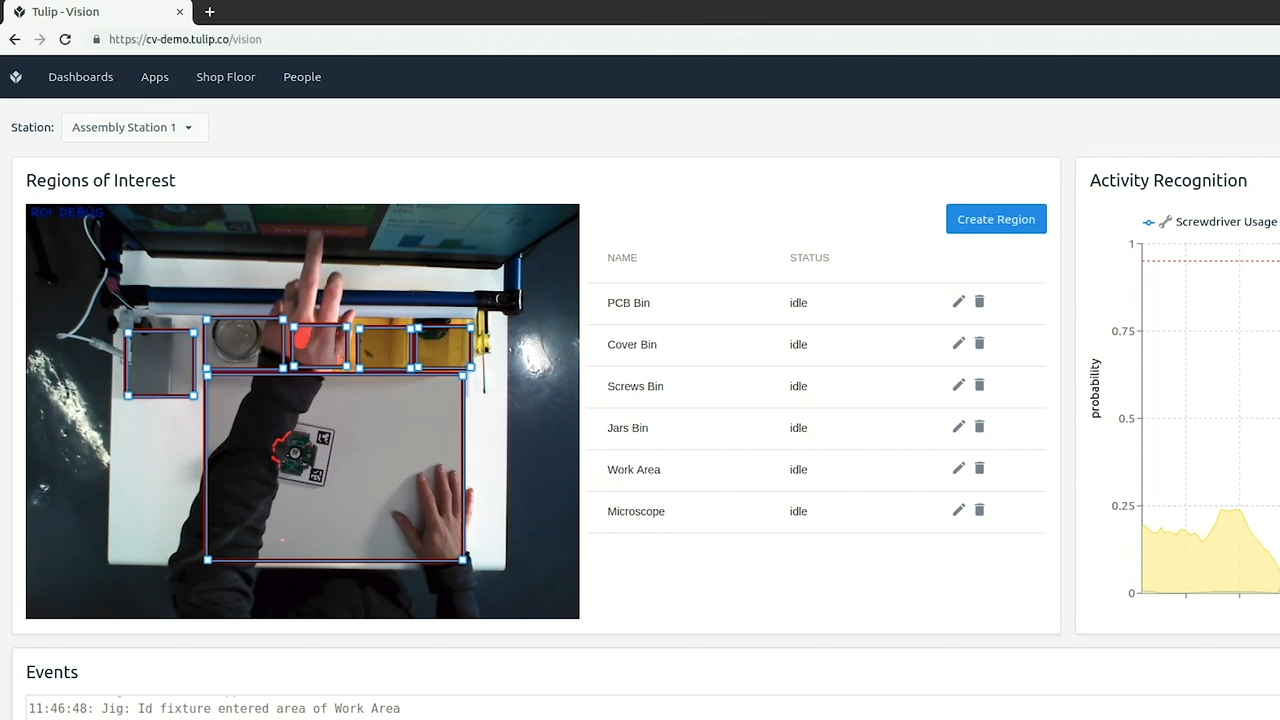 Tulip - Vision
https://cv-demo.tulip.co/vision
Dashboards Apps Shop Floor People
Station: Assembly Station 1
Regions of Interest
Activity Recognition
ROI DEBUG
Create Region
Screwdriver Usage
NAME STATUS
PCB Bin idle
Cover Bin idle
Screws Bin idle
Jars Bin idle
Work Area idle
Microscope idle
1
0.75
0.5
0.25
0
probability
Events
11:46:48: Jig: Id fixture entered area of Work Area